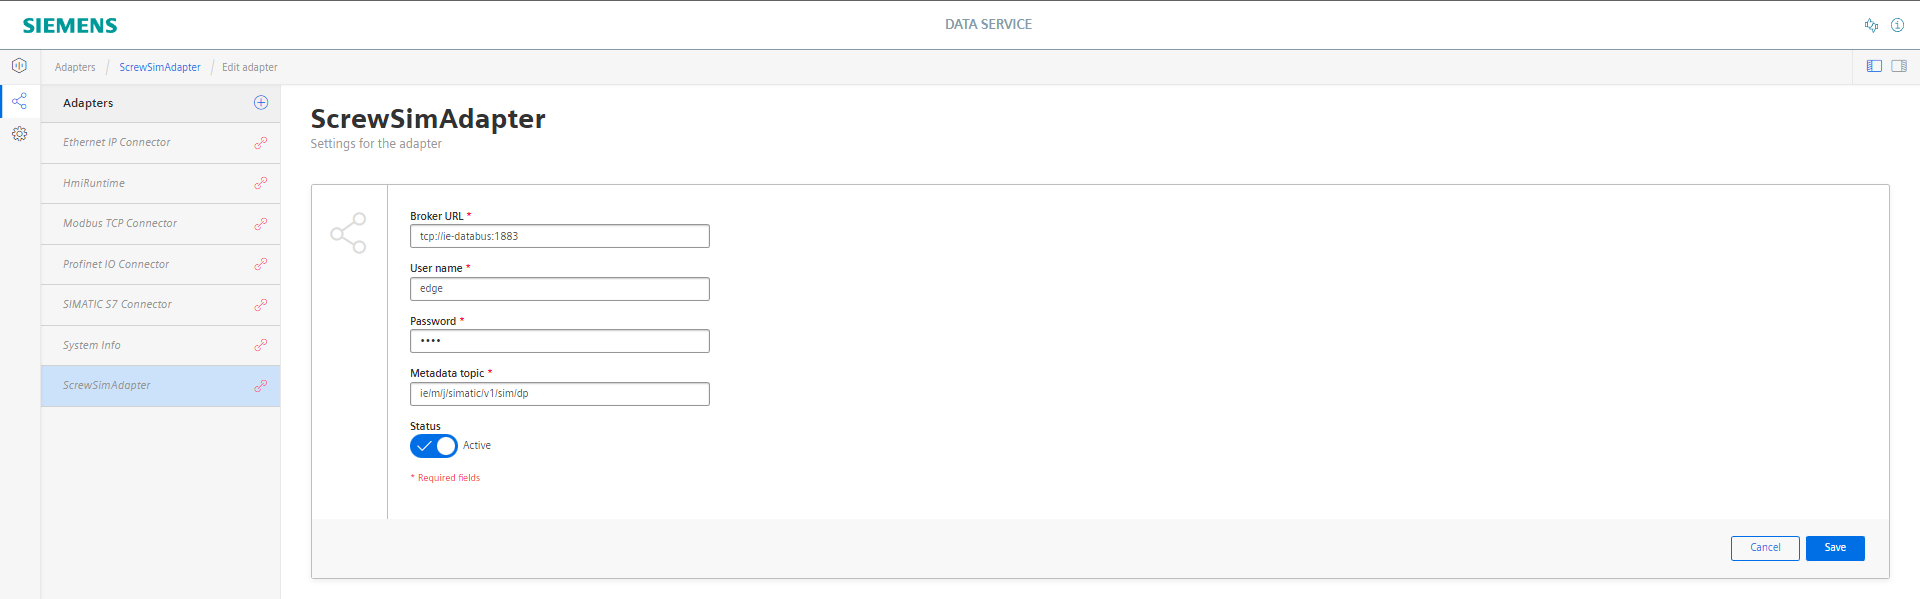 SIEMENS
DATA SERVICE
Adapters / ScrewSimAdapter / Edit adapter
Adapters
Ethernet IP Connector
HmiRuntime
Modbus TCP Connector
Profinet IO Connector
SIMATIC S7 Connector
System Info
ScrewSimAdapter
ScrewSimAdapter
Settings for the adapter
Broker URL *
tcp://ie-databus:1883
User name *
edge
Password *
••••
Metadata topic *
ie/m/j/simatic/v1/sim/dp
Status
Active
* Required fields
Cancel
Save